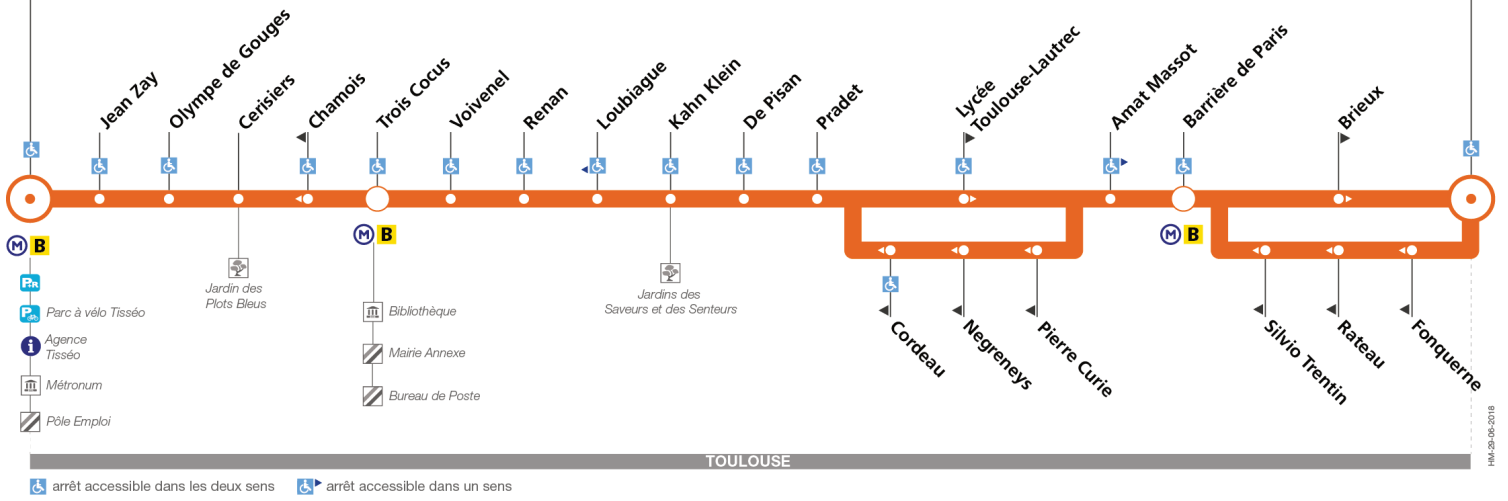 Jean Zay
Olympe de Gouges
Cerisiers
Chamois
Trois Cocus
Voivenel
Renan
Loubiague
Kahn Klein
De Pisan
Pradet
Lycée
Toulouse-Lautrec
Amat Massot
Barrière de Paris
Brieux
M B
M B
M B
P+R
Parc à vélo Tisséo
Agence
Tisséo
Métronum
Pôle Emploi
Jardin des
Plots Bleus
Bibliothèque
Mairie Annexe
Bureau de Poste
Jardins des
Saveurs et des Senteurs
Cordeau
Negreneys
Pierre Curie
Silvio Trentin
Rateau
Fonquerne
HM-29-06-2018
TOULOUSE
arrêt accessible dans les deux sens
arrêt accessible dans un sens